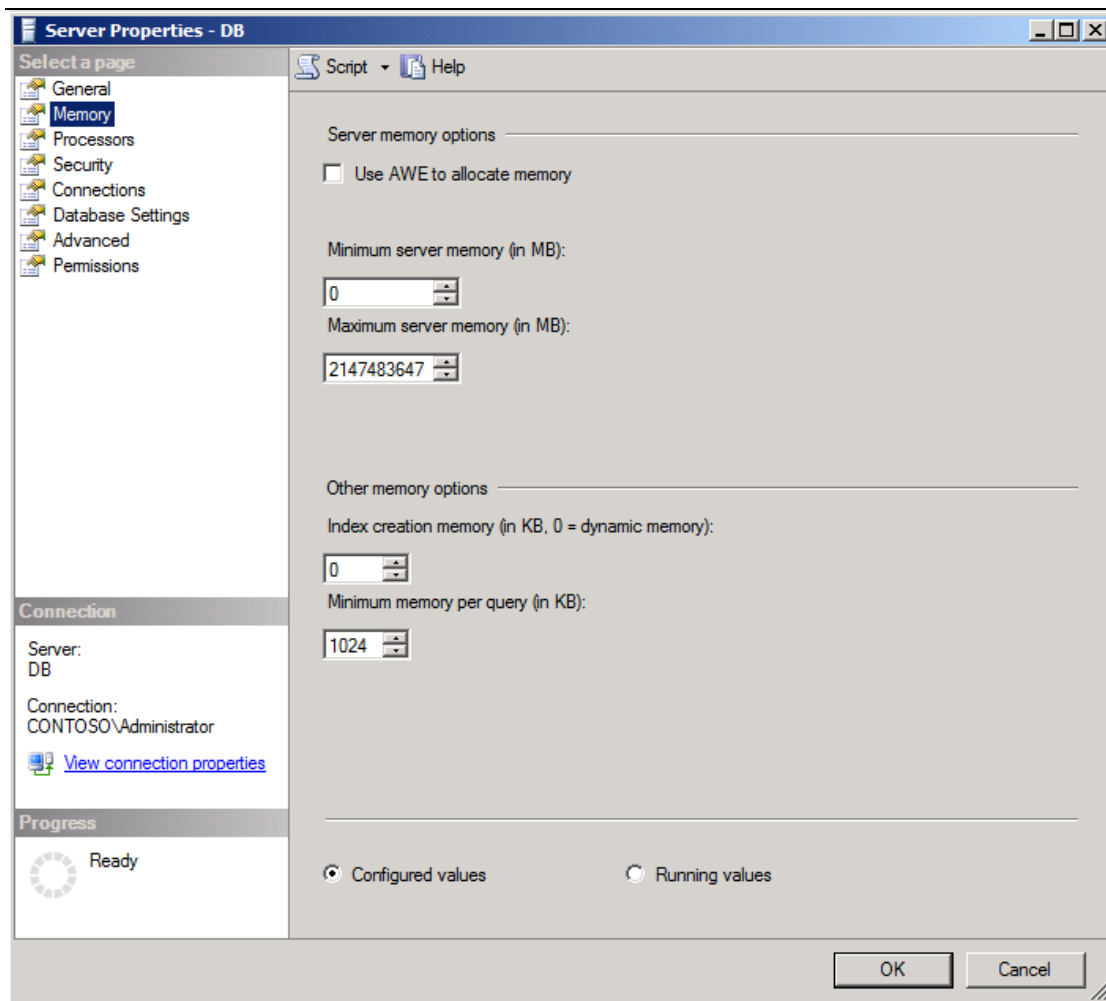 Server Properties - DB
Select a page
General
Memory
Processors
Security
Connections
Database Settings
Advanced
Permissions
Script
Help
Server memory options
Use AWE to allocate memory
Minimum server memory (in MB):
0
Maximum server memory (in MB):
2147483647
Other memory options
Index creation memory (in KB, 0 = dynamic memory):
0
Minimum memory per query (in KB):
1024
Connection
Server:
DB
Connection:
CONTOSO\Administrator
View connection properties
Progress
Ready
Configured values
Running values
OK
Cancel